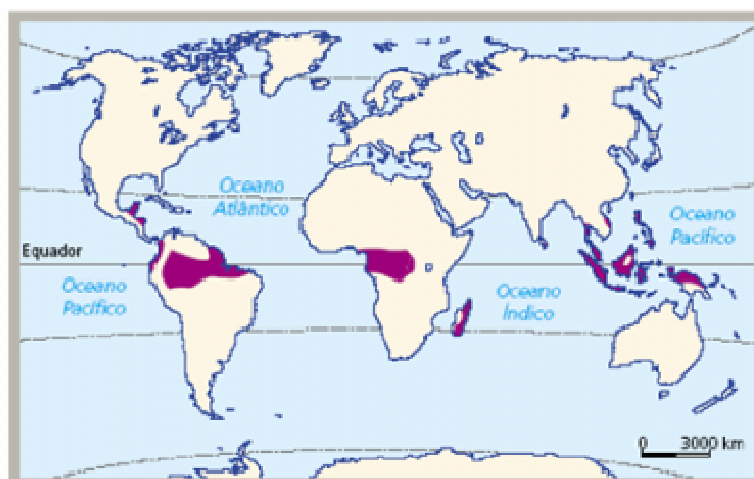 Oceano
Atlântico
Oceano
Pacífico
Equador
Oceano
Pacífico
Oceano
Índico
0 3000 km